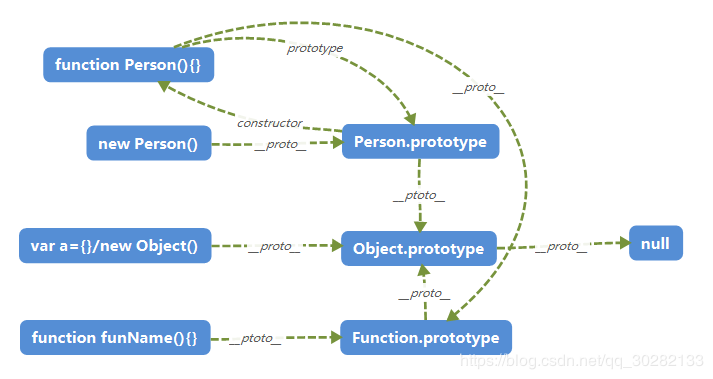 function Person(){}
prototype
__proto__
constructor
new Person()
__proto__
Person.prototype
__ptoto__
var a={}/new Object()
__proto__
Object.prototype
__proto__
null
__proto__
function funName(){}
__ptoto__
Function.prototype
https://blog.csdn.net/qq_30282133